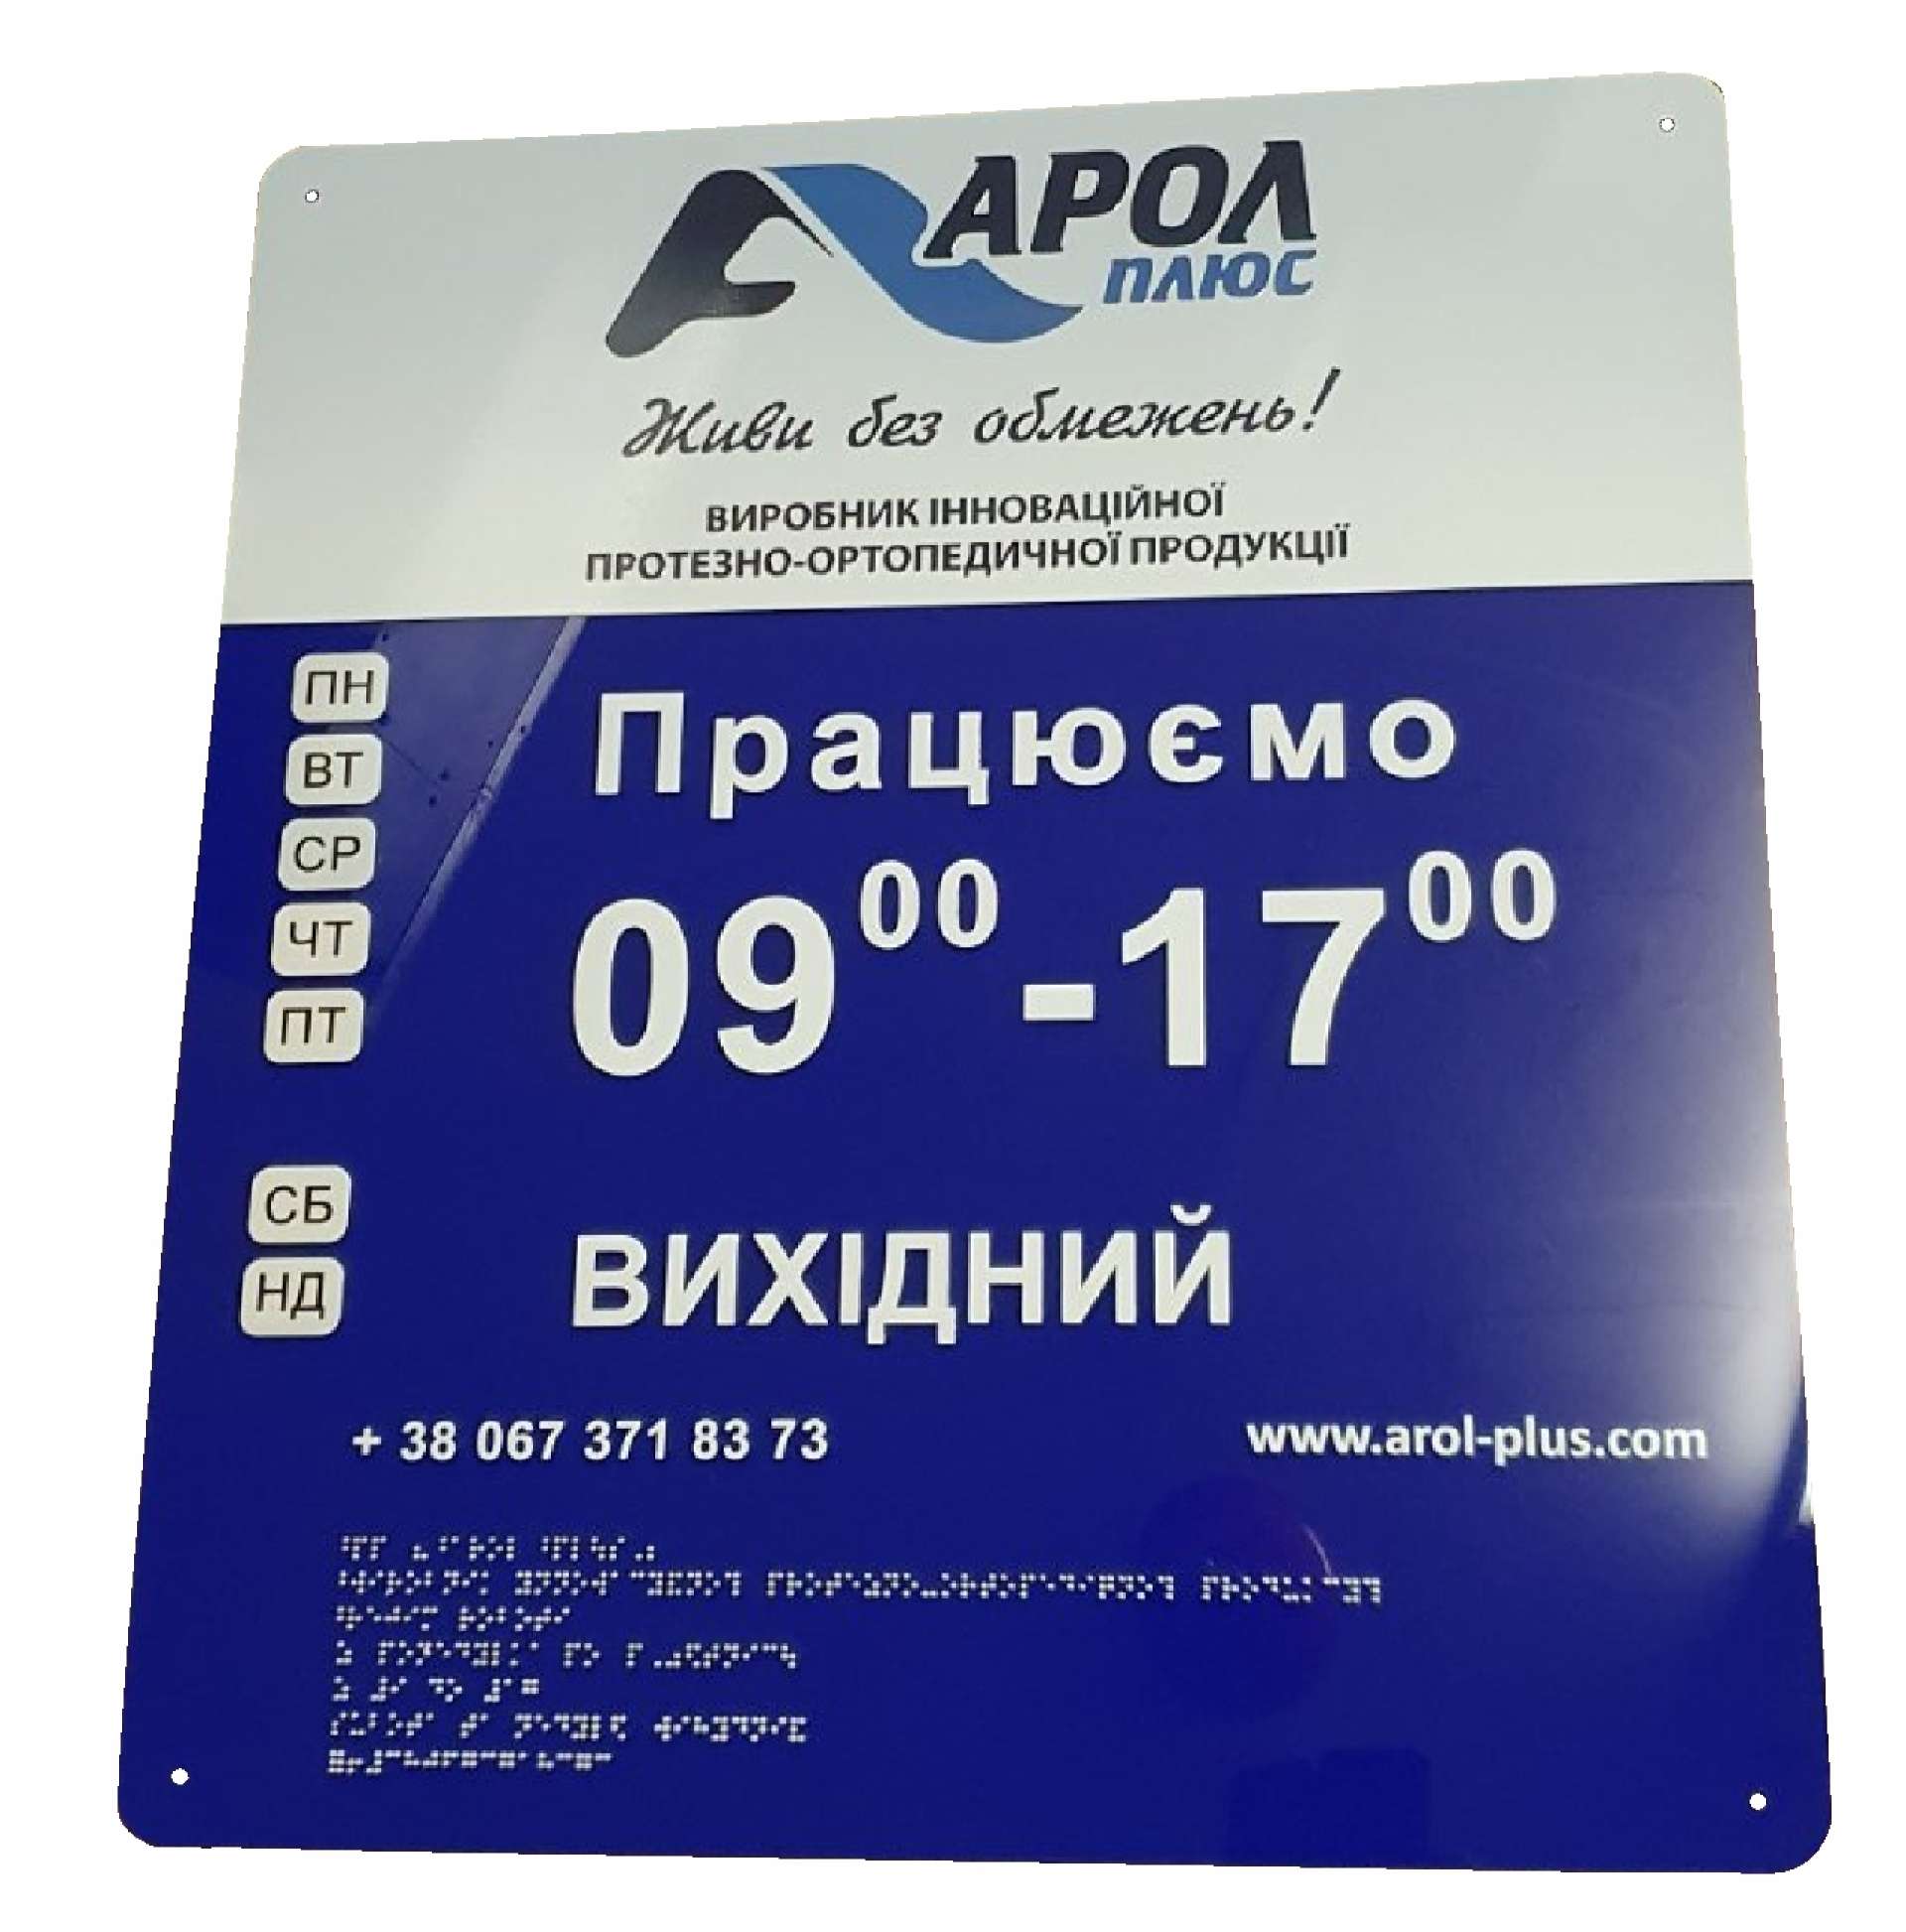 АРОЛ
ПЛЮС
Живи без обмежень!
ВИРОБНИК ІННОВАЦІЙНОЇ
ПРОТЕЗНО-ОРТОПЕДИЧНОЇ ПРОДУКЦІЇ
ПН
ВТ
СР
ЧТ
ПТ
Працюємо
09⁰⁰-17⁰⁰
СБ
НД
ВИХІДНИЙ
+ 38 067 371 83 73
www.arol-plus.com